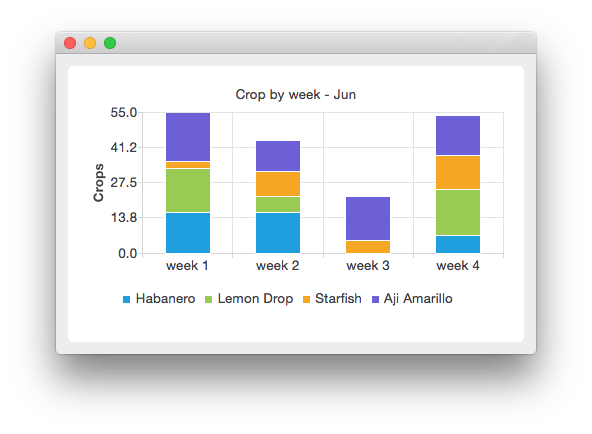 Crop by week - Jun
55.0
41.2
27.5
13.8
0.0
Crops
week 1 week 2 week 3 week 4
Habanero Lemon Drop Starfish Aji Amarillo